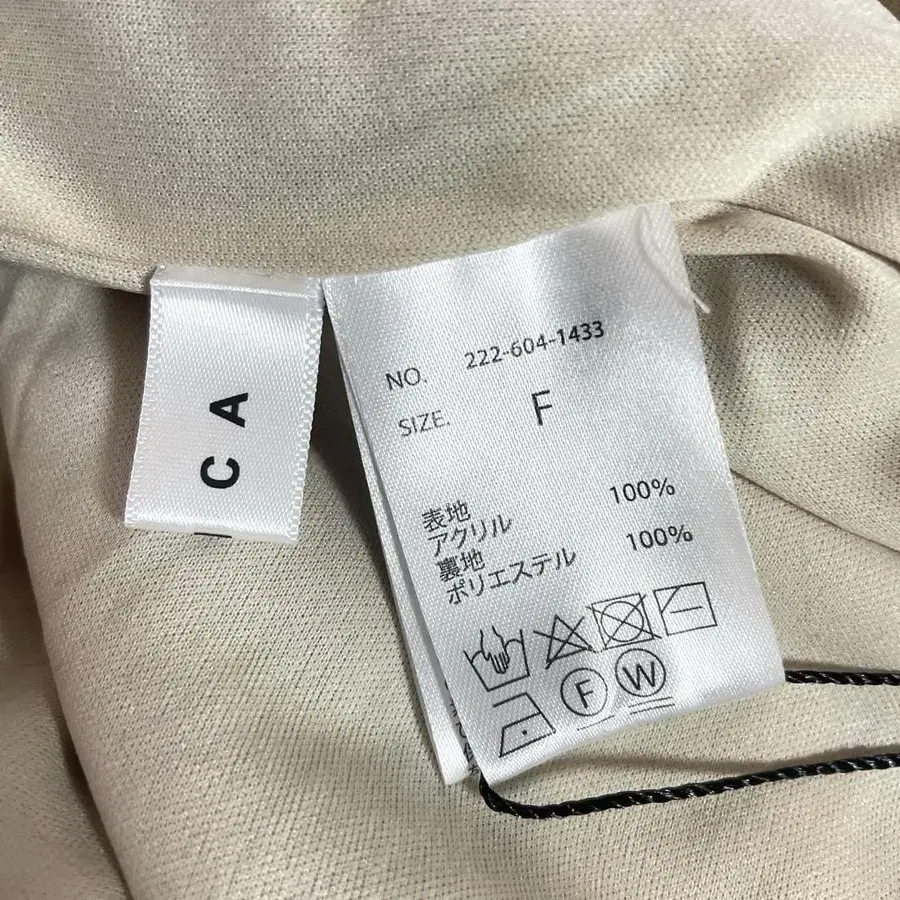 C A
NO. 222-604-1433
SIZE. F
表地
アクリル 100%
裏地
ポリエステル 100%
F W